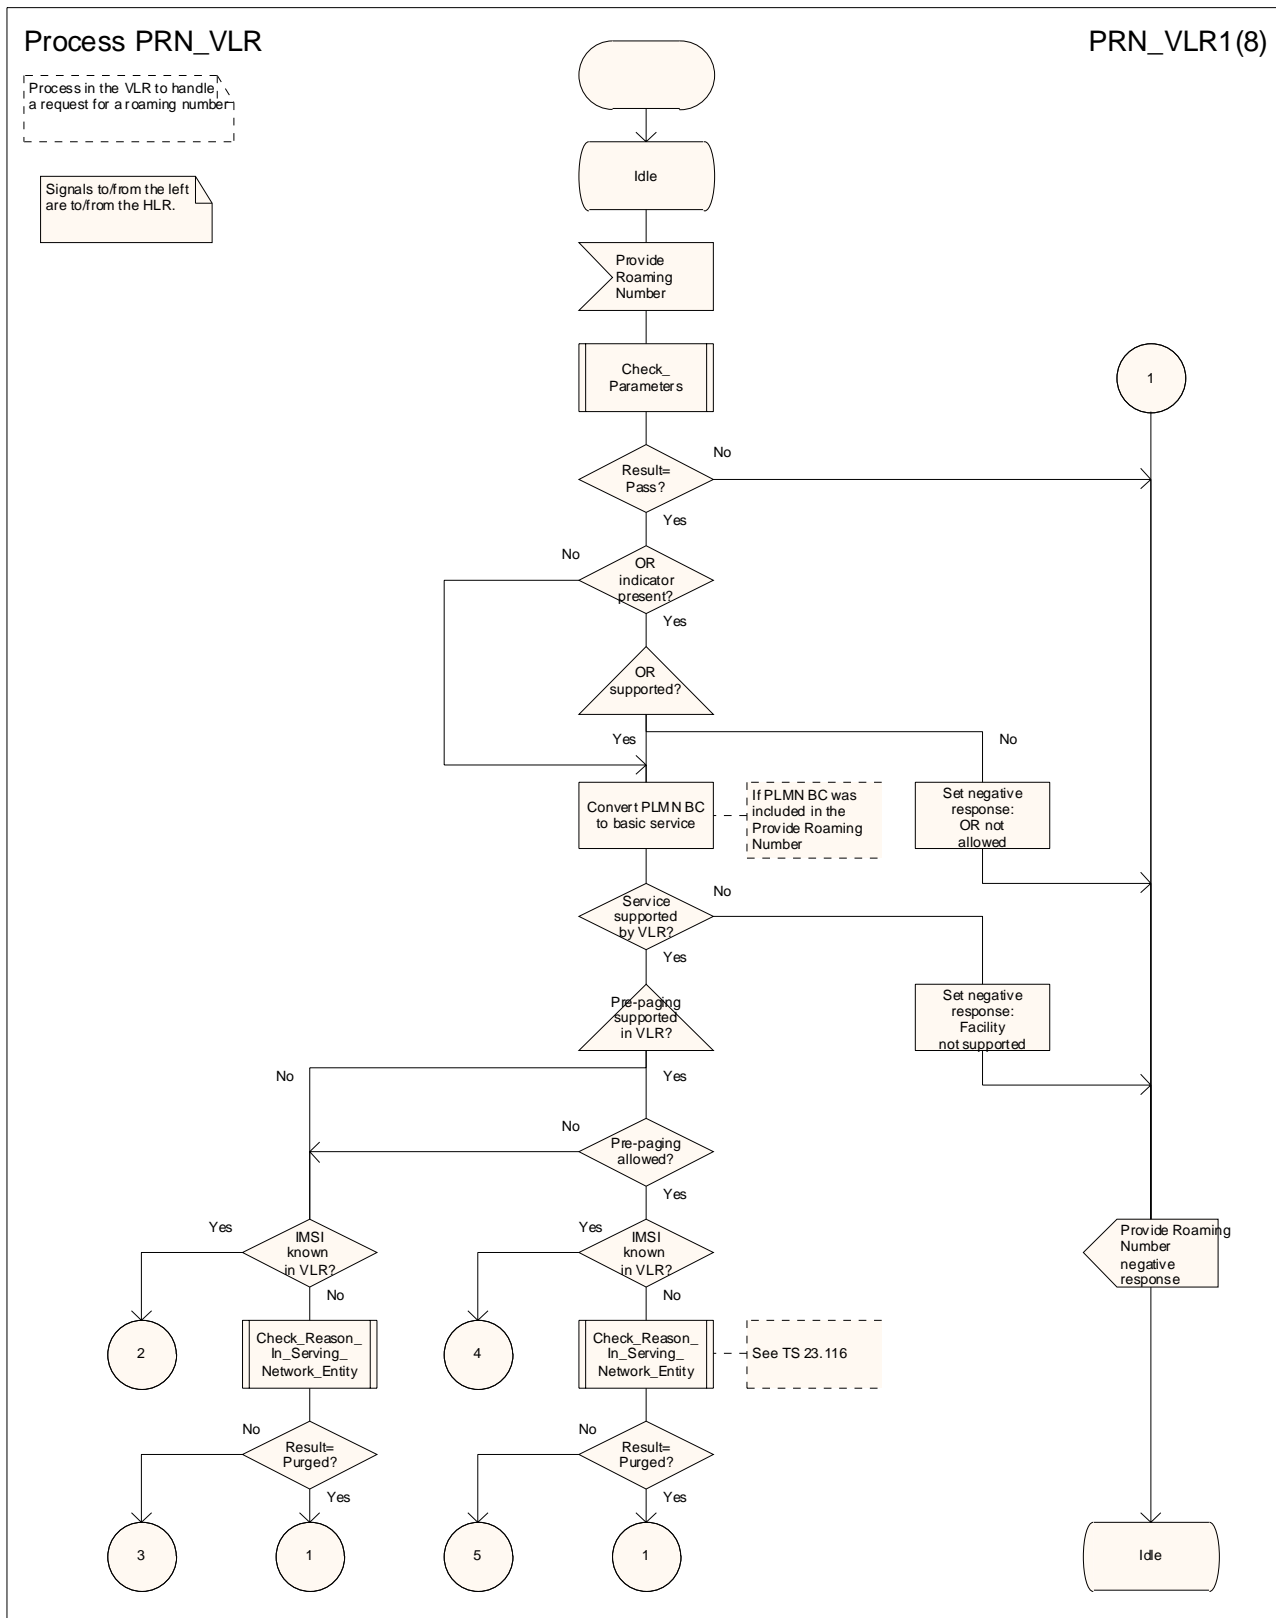 Process PRN_VLR
PRN_VLR1(8)
Process in the VLR to handle
a request for a roaming number
Signals to/from the left
are to/from the HLR.
Idle
Provide
Roaming
Number
Check_
Parameters
1
Result=
Pass?
No
Yes
No
OR
indicator
present?
Yes
OR
supported?
Yes
No
Convert PLMN BC
to basic service
If PLMN BC was
included in the
Provide Roaming
Number
Set negative
response:
OR not
allowed
Service
supported
by VLR?
No
Yes
Pre-paging
supported
in VLR?
Set negative
response:
Facility
not supported
No
Yes
No
Pre-paging
allowed?
Yes
Yes
IMSI
known
in VLR?
No
Yes
IMSI
known
in VLR?
No
Provide Roaming
Number
negative
response
2
Check_Reason_
In_Serving_
Network_Entity
4
Check_Reason_
In_Serving_
Network_Entity
See TS 23.116
No
Result=
Purged?
Yes
No
Result=
Purged?
Yes
3
1
5
1
Idle